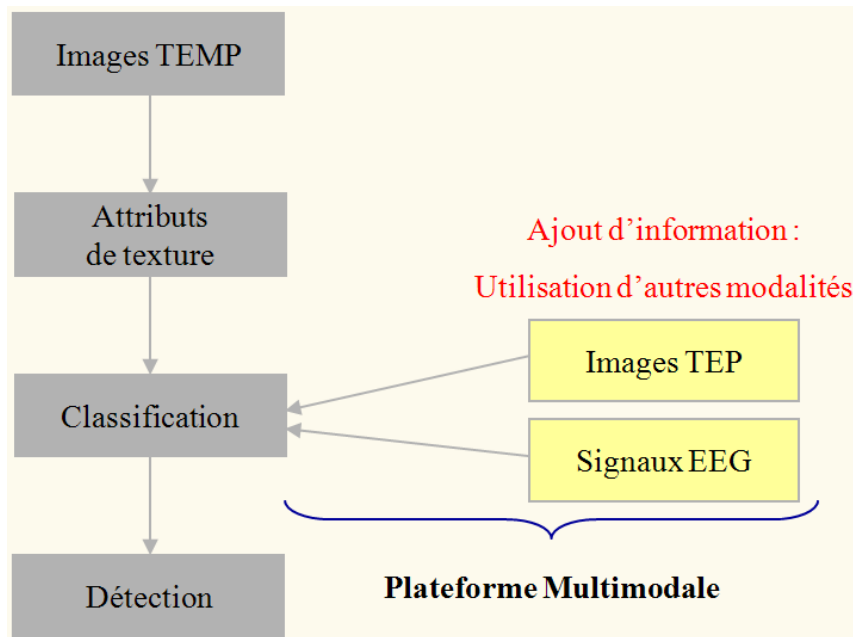 Images TEMP
Attributs
de texture
Ajout d'information :
Utilisation d'autres modalités
Images TEP
Classification
Signaux EEG
Plateforme Multimodale
Détection